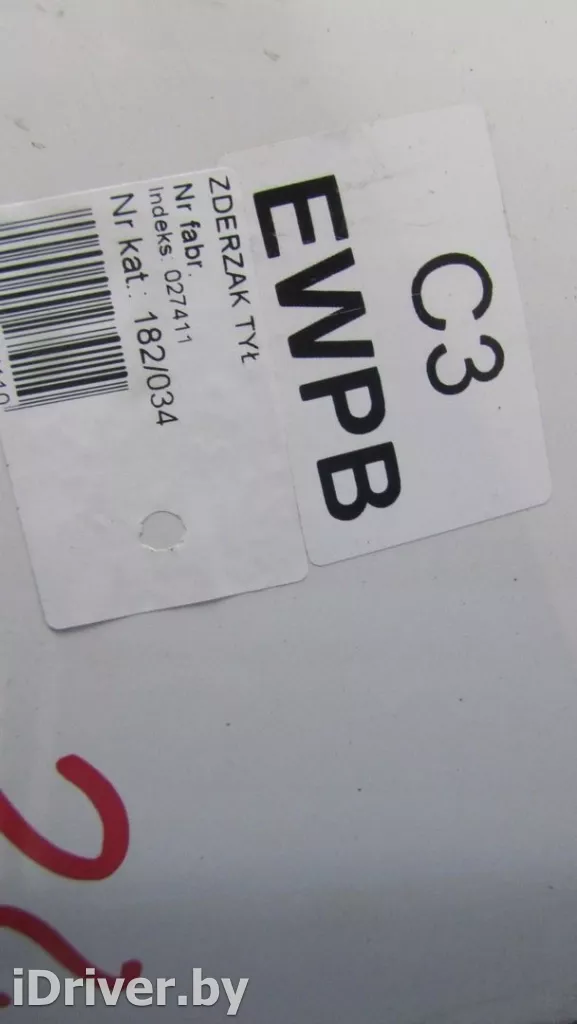 C3
EWPB
ZDERZAK TYŁ
Nr fabr.
Indeks: 027411
Nr kat.: 182/034
iDriver.by